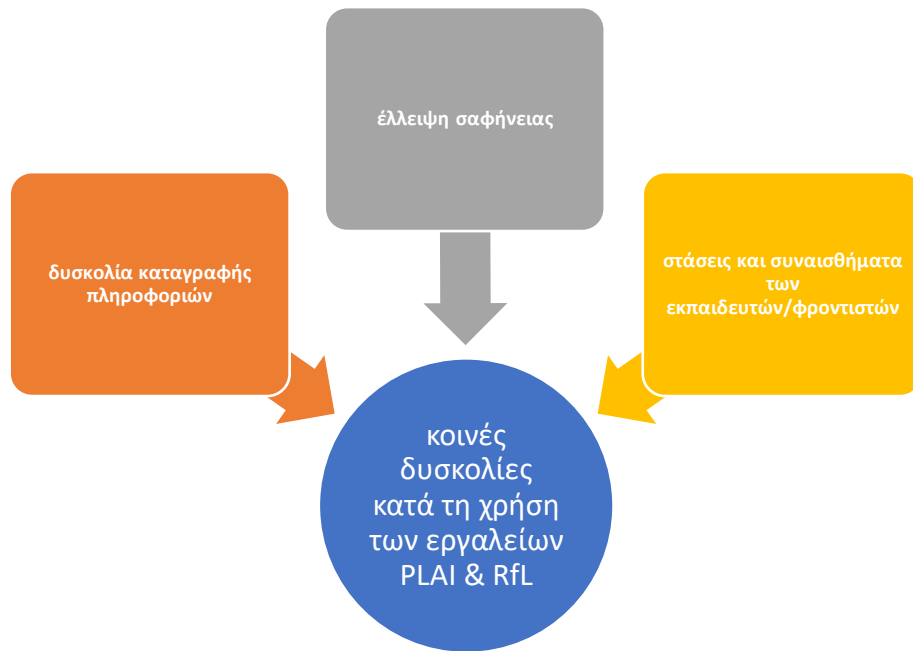 έλλειψη σαφήνειας
δυσκολία καταγραφής
πληροφοριών
στάσεις και συναισθήματα
των
εκπαιδευτών/φροντιστών
κοινές
δυσκολίες
κατά τη χρήση
των εργαλείων
PLAI & RfL